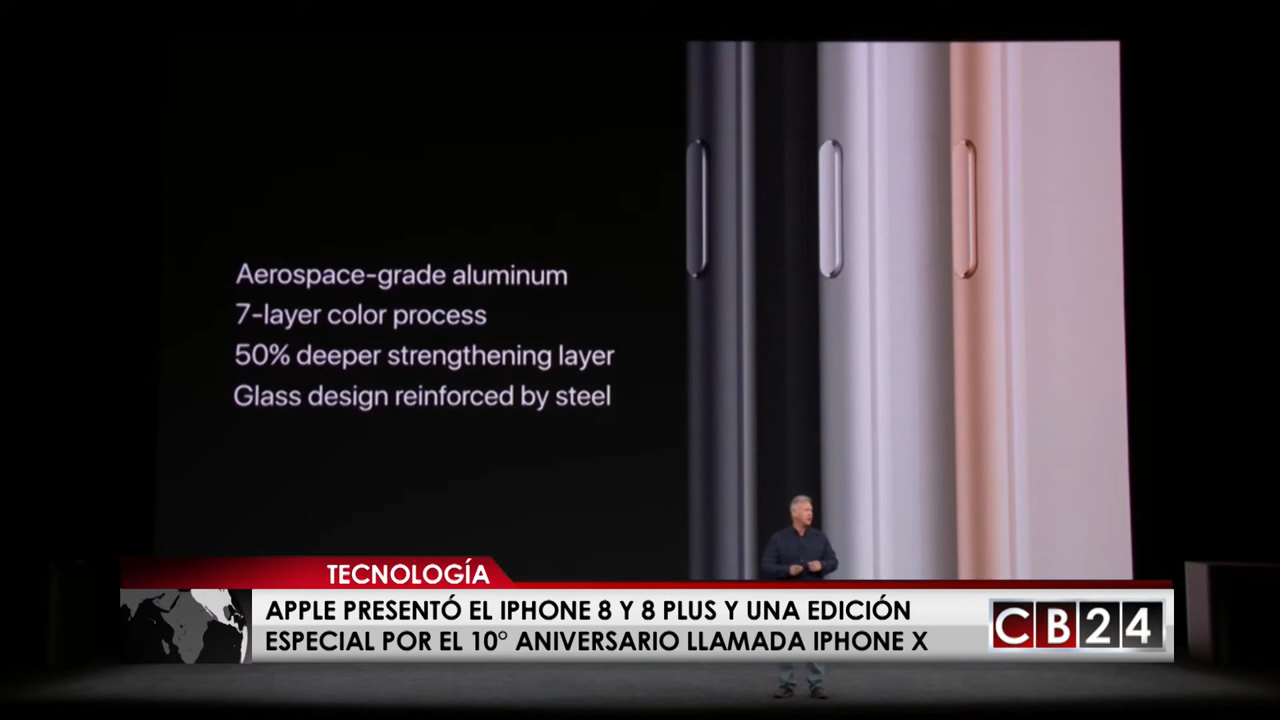 Aerospace-grade aluminum
7-layer color process
50% deeper strengthening layer
Glass design reinforced by steel
TECNOLOGÍA
APPLE PRESENTÓ EL IPHONE 8 Y 8 PLUS Y UNA EDICIÓN
ESPECIAL POR EL 10° ANIVERSARIO LLAMADA IPHONE X
CB24